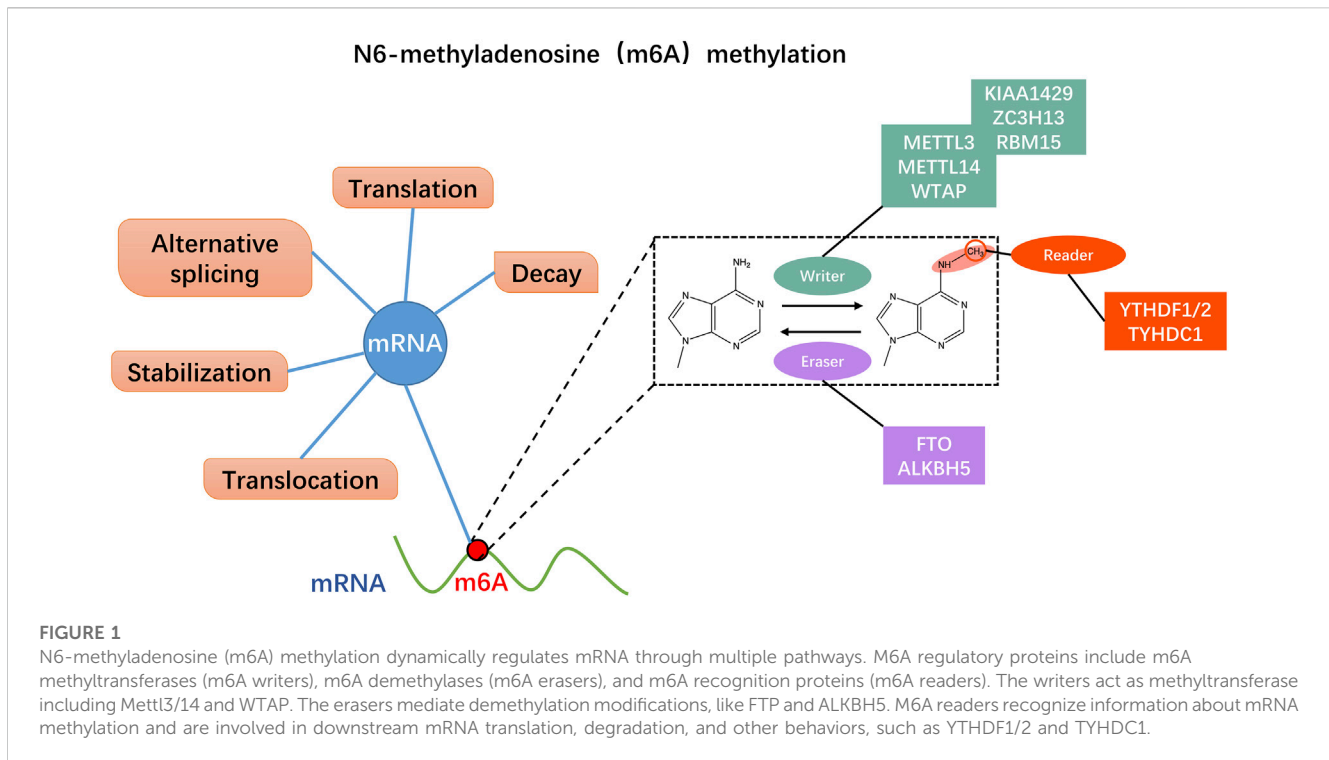 N6-methyladenosine (m6A) methylation
KIAA1429
ZC3H13
RBM15
METTL3
METTL14
WTAP
Translation
Alternative
splicing
Decay
mRNA
Stabilization
Translocation
NH₂
N
N
N
N
Writer
Eraser
NH
CH₃
N
N
N
N
Reader
YTHDF1/2
TYHDC1
FTO
ALKBH5
mRNA
m6A
FIGURE 1
N6-methyladenosine (m6A) methylation dynamically regulates mRNA through multiple pathways. M6A regulatory proteins include m6A
methyltransferases (m6A writers), m6A demethylases (m6A erasers), and m6A recognition proteins (m6A readers). The writers act as methyltransferase
including Mettl3/14 and WTAP. The erasers mediate demethylation modifications, like FTP and ALKBH5. M6A readers recognize information about mRNA
methylation and are involved in downstream mRNA translation, degradation, and other behaviors, such as YTHDF1/2 and TYHDC1.